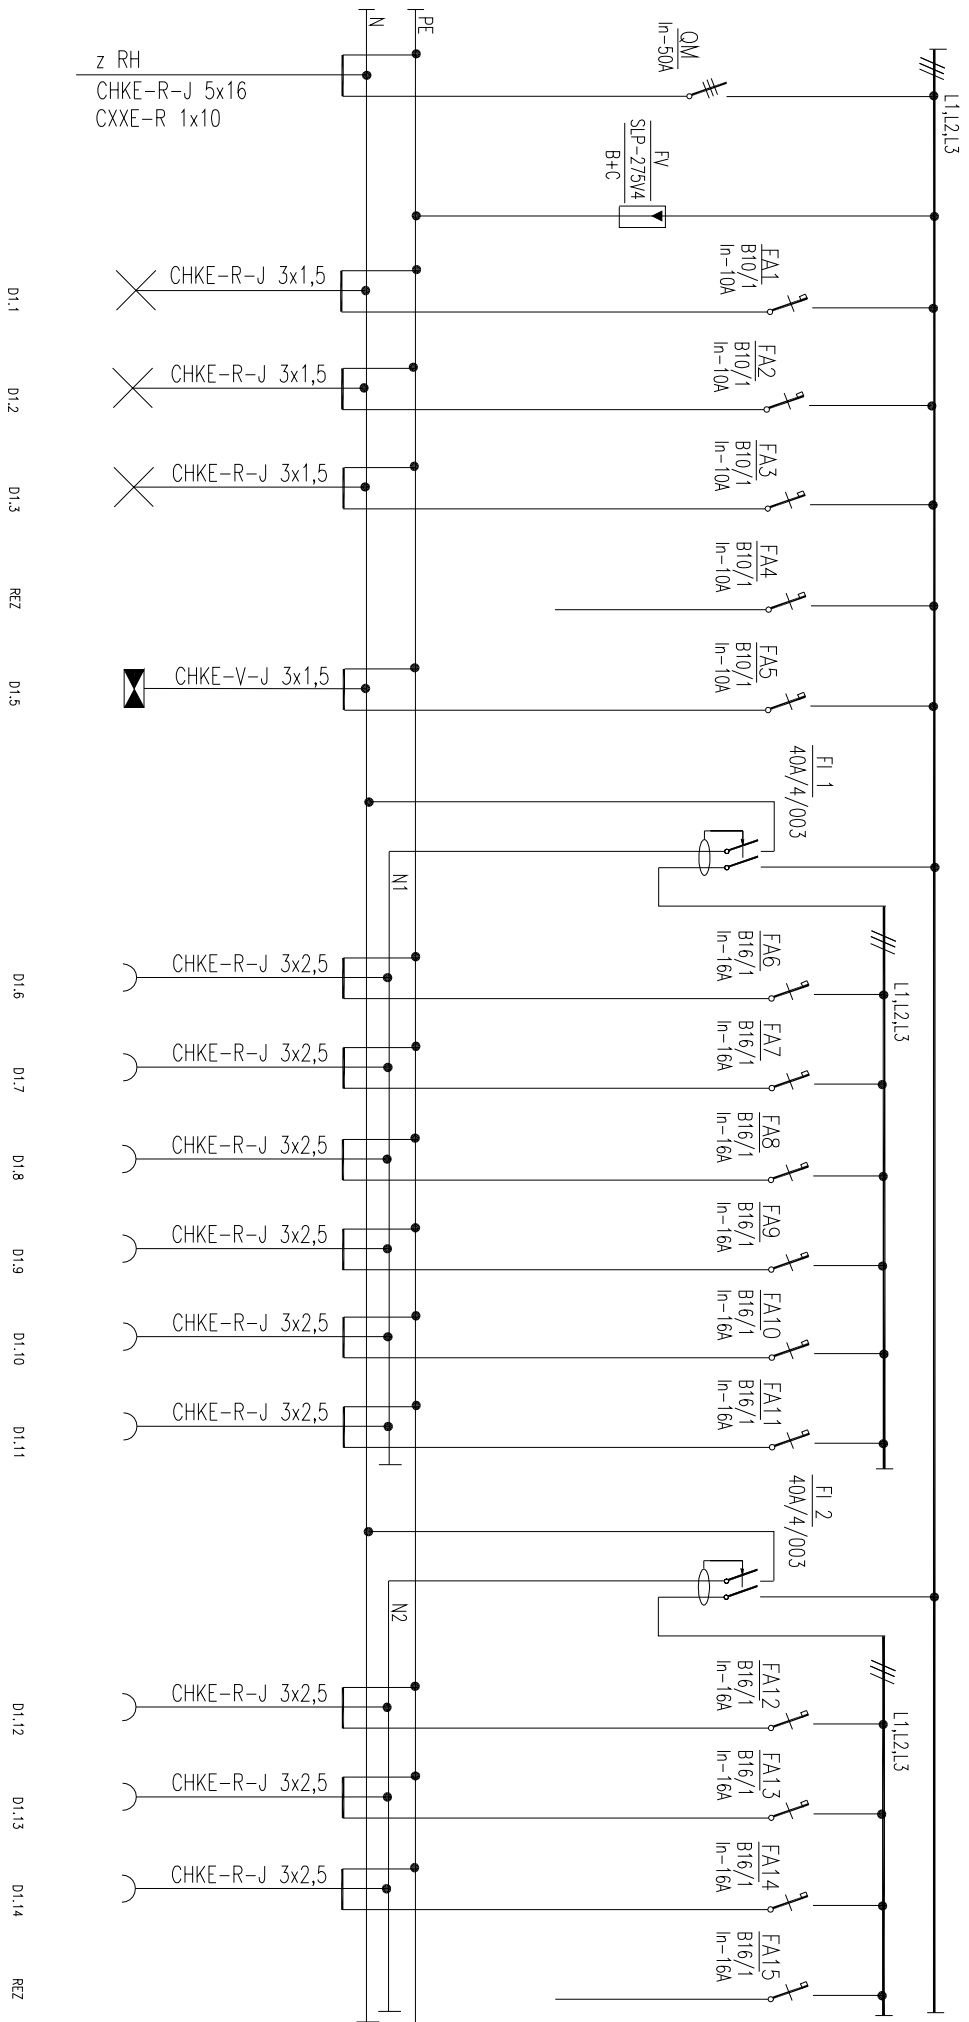 L1,L2,L3
PE
N
QM
In-50A
z RH
CHKE-R-J 5x16
CXXE-R 1x10
FV
SLP-275V4
B+C
FA1
B10/1
In-10A
CHKE-R-J 3x1,5
D1.1
FA2
B10/1
In-10A
CHKE-R-J 3x1,5
D1.2
FA3
B10/1
In-10A
CHKE-R-J 3x1,5
D1.3
FA4
B10/1
In-10A
REZ
FA5
B10/1
In-10A
CHKE-V-J 3x1,5
D1.5
FI 1
40A/4/003
N1
L1,L2,L3
FA6
B16/1
In-16A
CHKE-R-J 3x2,5
D1.6
FA7
B16/1
In-16A
CHKE-R-J 3x2,5
D1.7
FA8
B16/1
In-16A
CHKE-R-J 3x2,5
D1.8
FA9
B16/1
In-16A
CHKE-R-J 3x2,5
D1.9
FA10
B16/1
In-16A
CHKE-R-J 3x2,5
D1.10
FA11
B16/1
In-16A
CHKE-R-J 3x2,5
D1.11
FI 2
40A/4/003
N2
L1,L2,L3
FA12
B16/1
In-16A
CHKE-R-J 3x2,5
D1.12
FA13
B16/1
In-16A
CHKE-R-J 3x2,5
D1.13
FA14
B16/1
In-16A
CHKE-R-J 3x2,5
D1.14
FA15
B16/1
In-16A
REZ